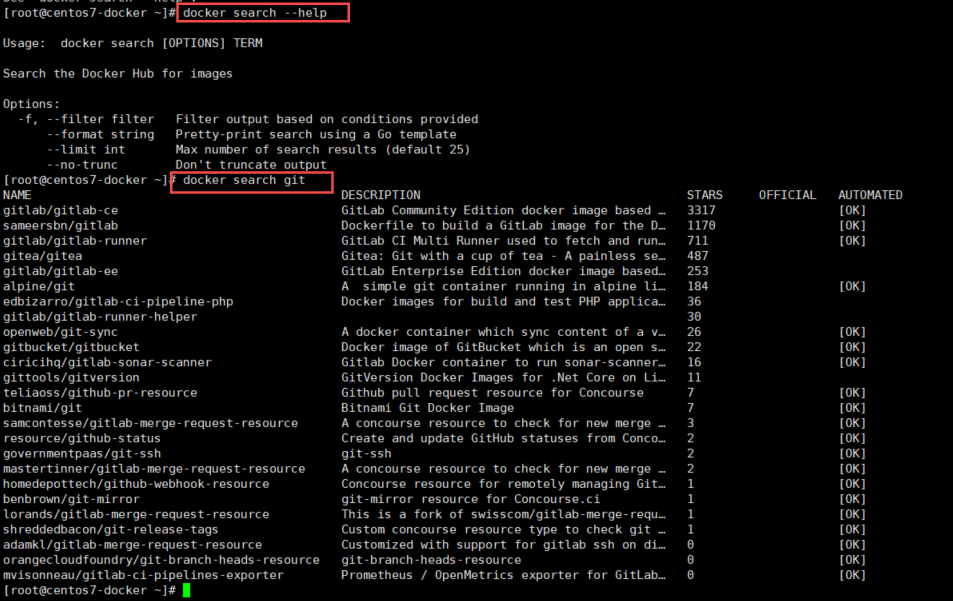 [root@centos7-docker ~]# docker search --help
Usage:  docker search [OPTIONS] TERM
Search the Docker Hub for images
Options:
  -f, --filter filter   Filter output based on conditions provided
      --format string   Pretty-print search using a Go template
      --limit int       Max number of search results (default 25)
      --no-trunc        Don't truncate output
[root@centos7-docker ~]# docker search git
NAME DESCRIPTION STARS OFFICIAL AUTOMATED
gitlab/gitlab-ce GitLab Community Edition docker image based … 3317 [OK]
sameersbn/gitlab Dockerfile to build a GitLab image for the D… 1170 [OK]
gitlab/gitlab-runner GitLab CI Multi Runner used to fetch and run… 711 [OK]
gitea/gitea Gitea: Git with a cup of tea - A painless se… 487
gitlab/gitlab-ee GitLab Enterprise Edition docker image based… 253
alpine/git A  simple git container running in alpine li… 184 [OK]
edbizarro/gitlab-ci-pipeline-php Docker images for build and test PHP applica… 36
gitlab/gitlab-runner-helper 30
openweb/git-sync A docker container which sync content of a v… 26 [OK]
gitbucket/gitbucket Docker image of GitBucket which is an open s… 22 [OK]
ciricihq/gitlab-sonar-scanner Gitlab Docker container to run sonar-scanner… 16 [OK]
gittools/gitversion GitVersion Docker Images for .Net Core on Li… 11
teliaoss/github-pr-resource Github pull request resource for Concourse 7 [OK]
bitnami/git Bitnami Git Docker Image 7 [OK]
samcontesse/gitlab-merge-request-resource A concourse resource to check for new merge … 3 [OK]
resource/github-status Create and update GitHub statuses from Conco… 2 [OK]
governmentpaas/git-ssh git-ssh 2 [OK]
mastertinner/gitlab-merge-request-resource A concourse resource to check for new merge … 2 [OK]
homedepottech/github-webhook-resource Concourse resource for remotely managing Git… 1 [OK]
benbrown/git-mirror git-mirror resource for Concourse.ci 1 [OK]
lorands/gitlab-merge-request-resource This is a fork of swisscom/gitlab-merge-requ… 1 [OK]
shreddedbacon/git-release-tags Custom concourse resource type to check git … 1 [OK]
adamkl/gitlab-merge-request-resource Customized with support for gitlab ssh on di… 0 [OK]
orangecloudfoundry/git-branch-heads-resource git-branch-heads-resource 0 [OK]
mvisonneau/gitlab-ci-pipelines-exporter Prometheus / OpenMetrics exporter for GitLab… 0 [OK]
[root@centos7-docker ~]#